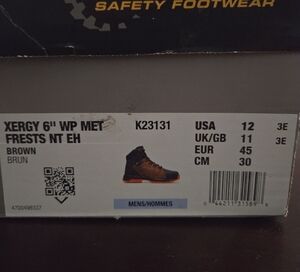 SAFETY FOOTWEAR
XERGY 6" WP MET
FRESTS NT EH
BROWN
BRUN
K23131
USA 12 3E
UK/GB 11 3E
EUR 45
CM 30
MENS/HOMMES